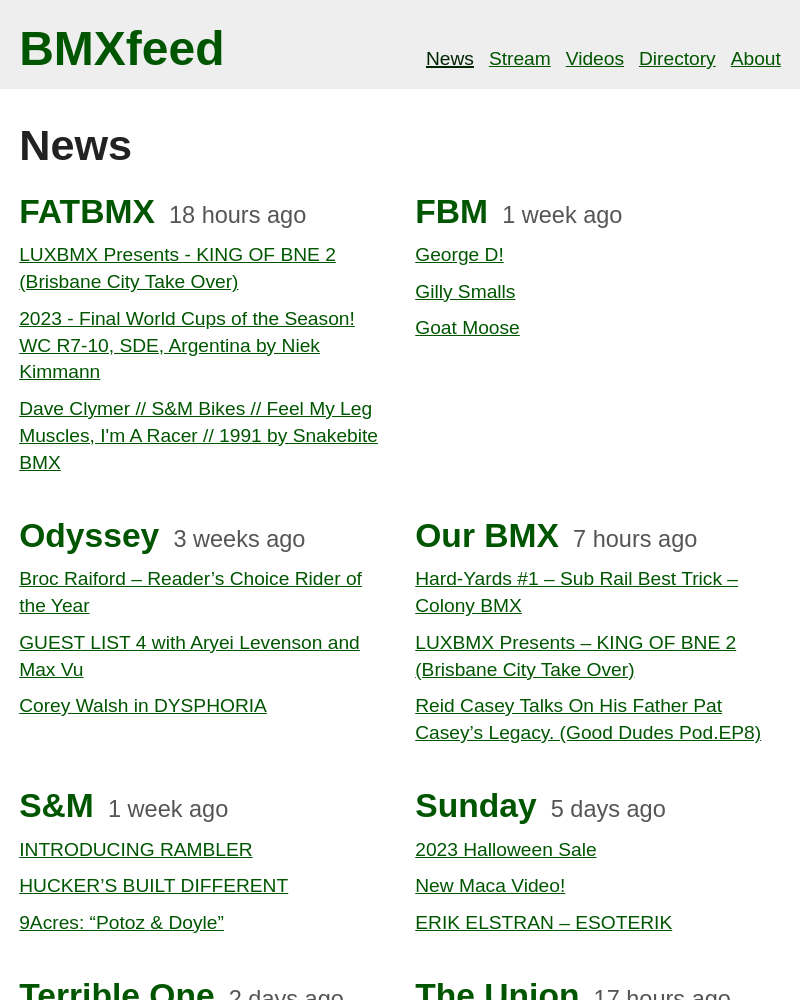 BMXfeed
News Stream Videos Directory About
News
FATBMX 18 hours ago
LUXBMX Presents - KING OF BNE 2
(Brisbane City Take Over)
2023 - Final World Cups of the Season!
WC R7-10, SDE, Argentina by Niek
Kimmann
Dave Clymer // S&M Bikes // Feel My Leg
Muscles, I'm A Racer // 1991 by Snakebite
BMX
FBM 1 week ago
George D!
Gilly Smalls
Goat Moose
Odyssey 3 weeks ago
Broc Raiford – Reader’s Choice Rider of
the Year
GUEST LIST 4 with Aryei Levenson and
Max Vu
Corey Walsh in DYSPHORIA
Our BMX 7 hours ago
Hard-Yards #1 – Sub Rail Best Trick –
Colony BMX
LUXBMX Presents – KING OF BNE 2
(Brisbane City Take Over)
Reid Casey Talks On His Father Pat
Casey’s Legacy. (Good Dudes Pod.EP8)
S&M 1 week ago
INTRODUCING RAMBLER
HUCKER’S BUILT DIFFERENT
9Acres: “Potoz & Doyle”
Sunday 5 days ago
2023 Halloween Sale
New Maca Video!
ERIK ELSTRAN – ESOTERIK
Terrible One 2 days ago
The Union 17 hours ago